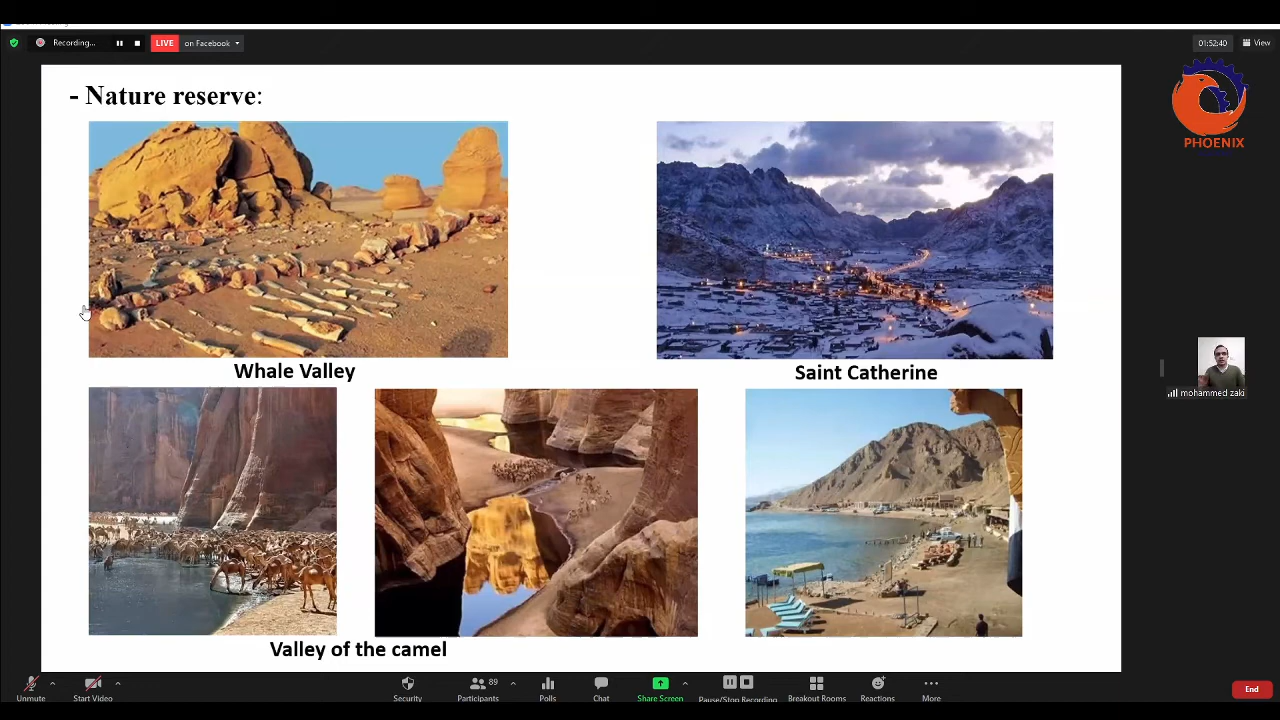 Recording...
LIVE
on Facebook
01:52:40
View
- Nature reserve:
PHOENIX
Whale Valley
Saint Catherine
mohammed zaki
Valley of the camel
Unmute
Start Video
Security
Participants
89
Polls
Chat
Share Screen
Pause/Stop Recording
Breakout Rooms
Reactions
More
End